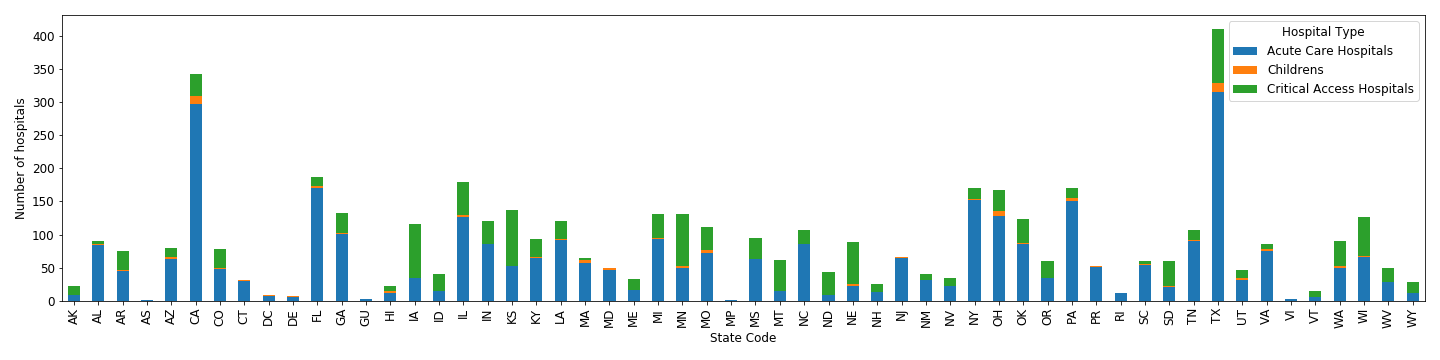 Number of hospitals
400
350
300
250
200
150
100
50
0
Hospital Type
Acute Care Hospitals
Childrens
Critical Access Hospitals
AK AL AR AS AZ CA CO CT DC DE FL GA GU HI IA ID IL IN KS KY LA MA MD ME MI MN MO MP MS MT NC ND NE NH NJ NM NV NY OH OK OR PA PR RI SC SD TN TX UT VA VI VT WA WI WV WY
State Code